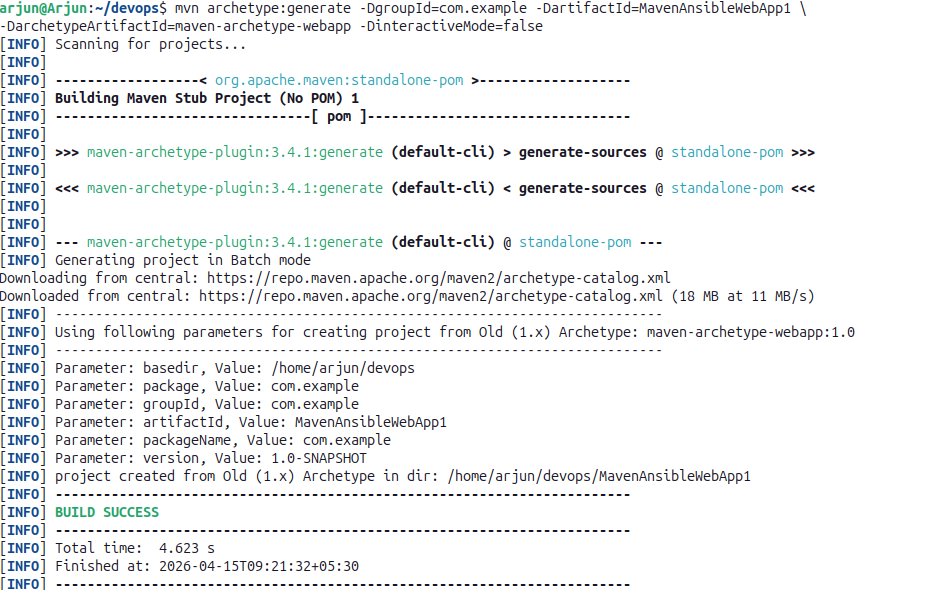 arjun@Arjun:~/devops$ mvn archetype:generate -DgroupId=com.example -DartifactId=MavenAnsibleWebApp1 \
-DarchetypeArtifactId=maven-archetype-webapp -DinteractiveMode=false
[INFO] Scanning for projects...
[INFO]
[INFO] ------------------< org.apache.maven:standalone-pom >-------------------
[INFO] Building Maven Stub Project (No POM) 1
[INFO] --------------------------------[ pom ]---------------------------------
[INFO]
[INFO] >>> maven-archetype-plugin:3.4.1:generate (default-cli) > generate-sources @ standalone-pom >>>
[INFO]
[INFO] <<< maven-archetype-plugin:3.4.1:generate (default-cli) < generate-sources @ standalone-pom <<<
[INFO]
[INFO]
[INFO] --- maven-archetype-plugin:3.4.1:generate (default-cli) @ standalone-pom ---
[INFO] Generating project in Batch mode
Downloading from central: https://repo.maven.apache.org/maven2/archetype-catalog.xml
Downloaded from central: https://repo.maven.apache.org/maven2/archetype-catalog.xml (18 MB at 11 MB/s)
[INFO] ----------------------------------------------------------------------------
[INFO] Using following parameters for creating project from Old (1.x) Archetype: maven-archetype-webapp:1.0
[INFO] ----------------------------------------------------------------------------
[INFO] Parameter: basedir, Value: /home/arjun/devops
[INFO] Parameter: package, Value: com.example
[INFO] Parameter: groupId, Value: com.example
[INFO] Parameter: artifactId, Value: MavenAnsibleWebApp1
[INFO] Parameter: packageName, Value: com.example
[INFO] Parameter: version, Value: 1.0-SNAPSHOT
[INFO] project created from Old (1.x) Archetype in dir: /home/arjun/devops/MavenAnsibleWebApp1
[INFO] ------------------------------------------------------------------------
[INFO] BUILD SUCCESS
[INFO] ------------------------------------------------------------------------
[INFO] Total time:  4.623 s
[INFO] Finished at: 2026-04-15T09:21:32+05:30
[INFO] ------------------------------------------------------------------------